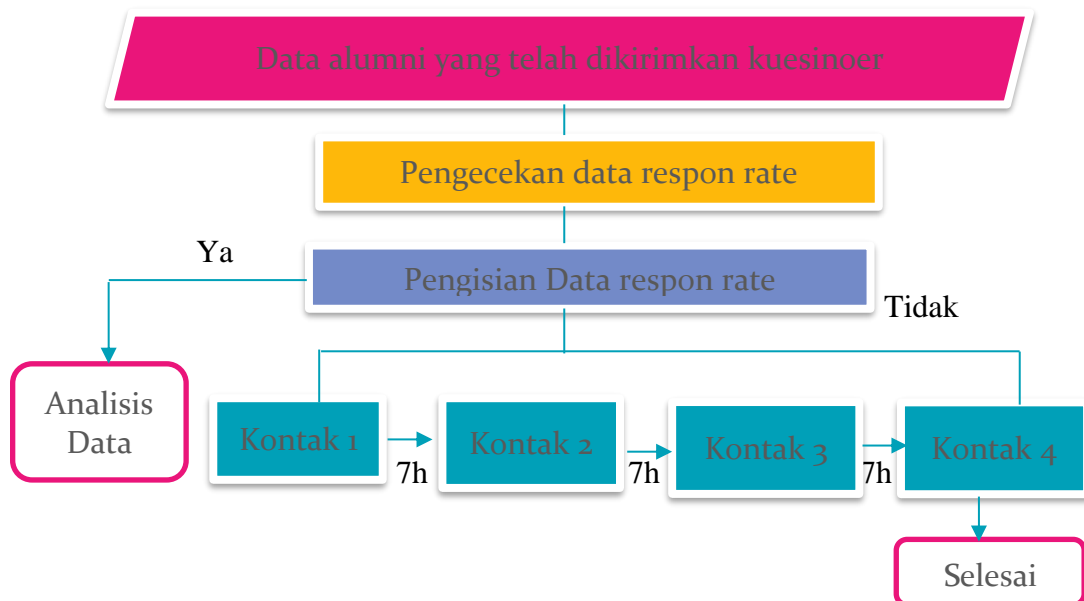 Data alumni yang telah dikirimkan kuesinoer
Pengecekan data respon rate
Ya
Pengisian Data respon rate
Tidak
Analisis
Data
Kontak 1
7h
Kontak 2
7h
Kontak 3
7h
Kontak 4
Selesai